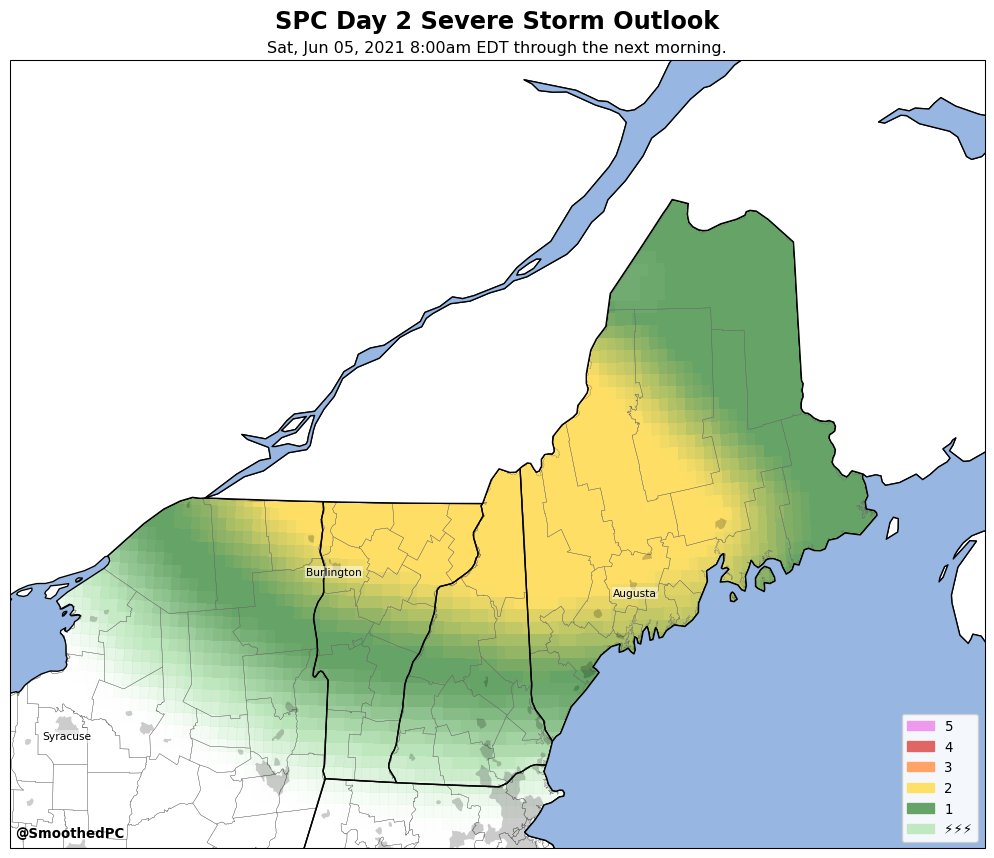 SPC Day 2 Severe Storm Outlook
Sat, Jun 05, 2021 8:00am EDT through the next morning.
Burlington
Augusta
Syracuse
5
4
3
2
1
⚡⚡⚡
@SmoothedPC